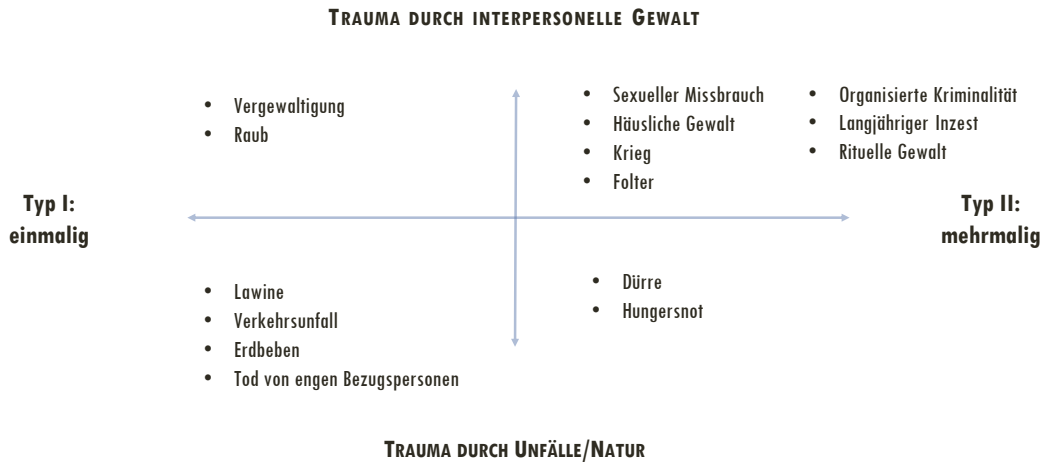 TRAUMA DURCH INTERPERSONELLE GEWALT
• Vergewaltigung
• Raub
• Sexueller Missbrauch
• Häusliche Gewalt
• Krieg
• Folter
• Organisierte Kriminalität
• Langjähriger Inzest
• Rituelle Gewalt
Typ I:
einmalig
Typ II:
mehrmalig
• Lawine
• Verkehrsunfall
• Erdbeben
• Tod von engen Bezugspersonen
• Dürre
• Hungersnot
TRAUMA DURCH UNFÄLLE/NATUR